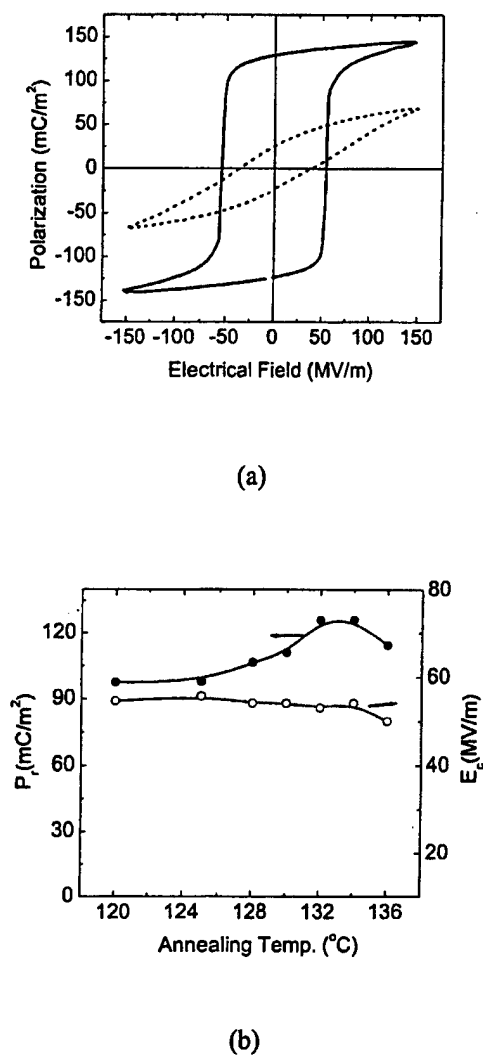 150
100
50
0
-50
-100
-150
Polarization (mC/m²)
-150 -100 -50 0 50 100 150
Electrical Field (MV/m)
(a)
120
90
60
30
0
Pr(mC/m²)
80
60
40
20
Ec(MV/m)
120 124 128 132 136
Annealing Temp. (°C)
(b)